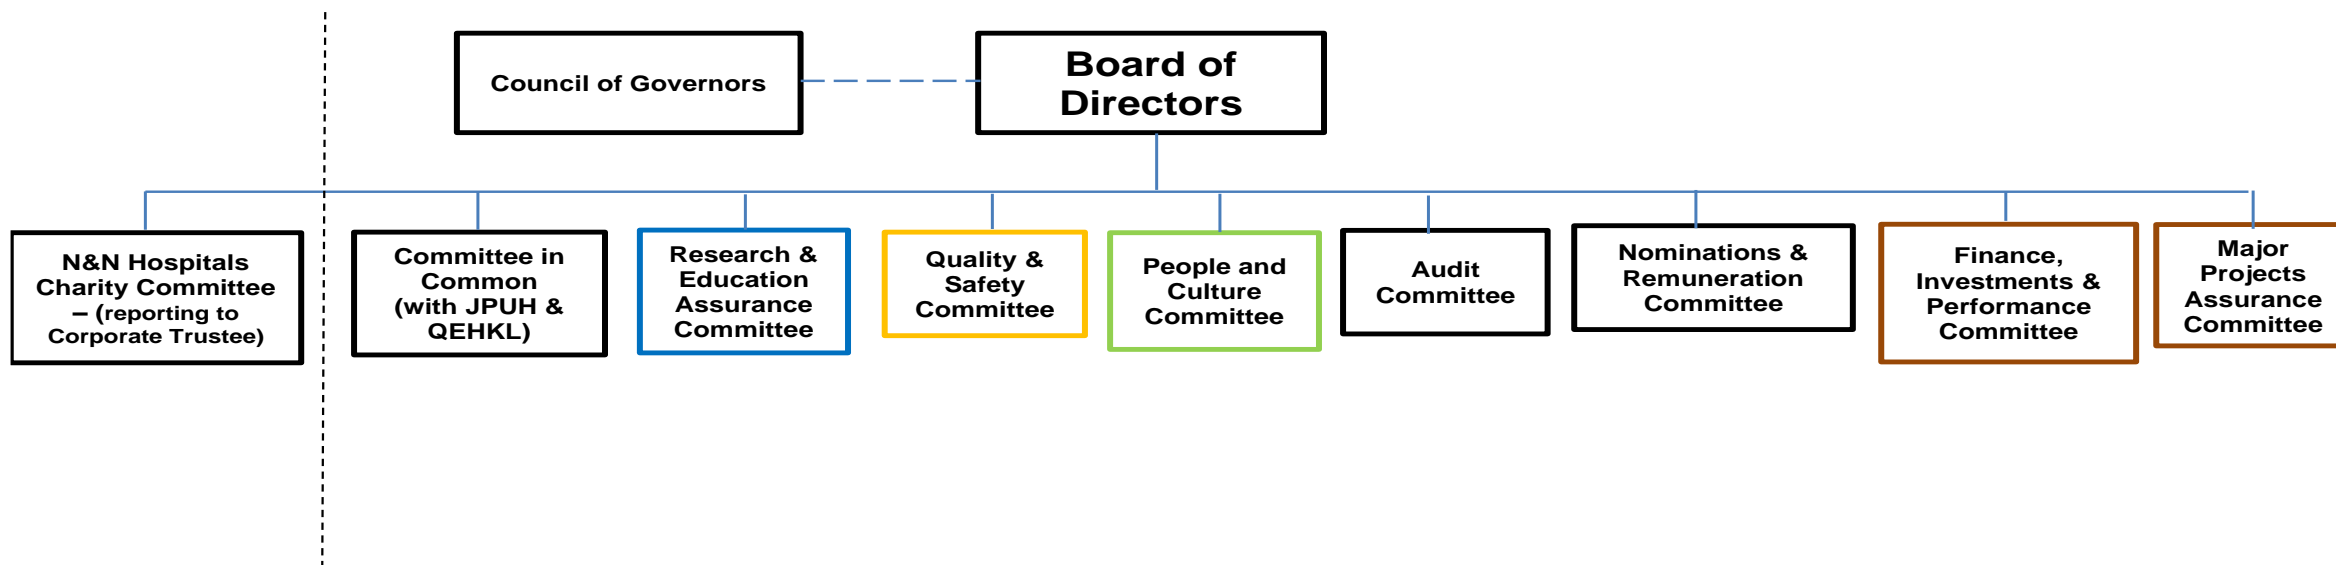 Council of Governors
Board of
Directors
N&N Hospitals
Charity Committee
– (reporting to
Corporate Trustee)
Committee in
Common
(with JPUH &
QEHKL)
Research &
Education
Assurance
Committee
Quality &
Safety
Committee
People and
Culture
Committee
Audit
Committee
Nominations &
Remuneration
Committee
Finance,
Investments &
Performance
Committee
Major
Projects
Assurance
Committee